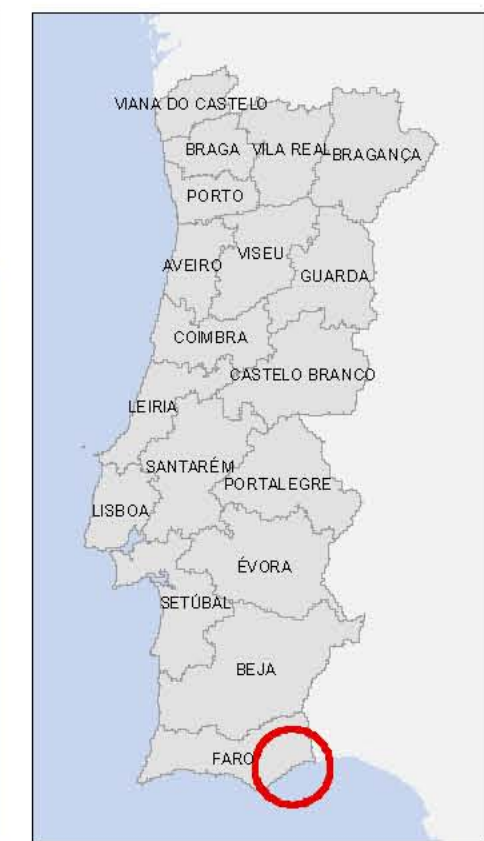 VIANA DO CASTELO
BRAGA
VILA REAL
BRAGANÇA
PORTO
AVEIRO
VISEU
GUARDA
COIMBRA
CASTELO BRANCO
LEIRIA
SANTARÉM
PORTALEGRE
LISBOA
ÉVORA
SETÚBAL
BEJA
FARO